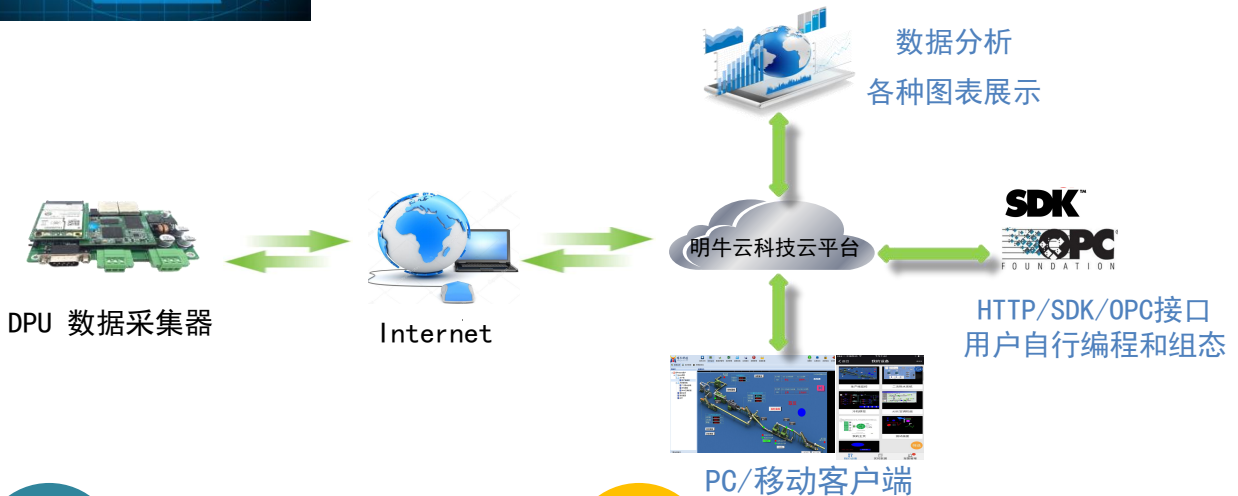 数据分析
各种图表展示
明牛云科技云平台
SDK™
OPC
FOUNDATION
DPU 数据采集器
Internet
HTTP/SDK/OPC接口
用户自行编程和组态
PC/移动客户端